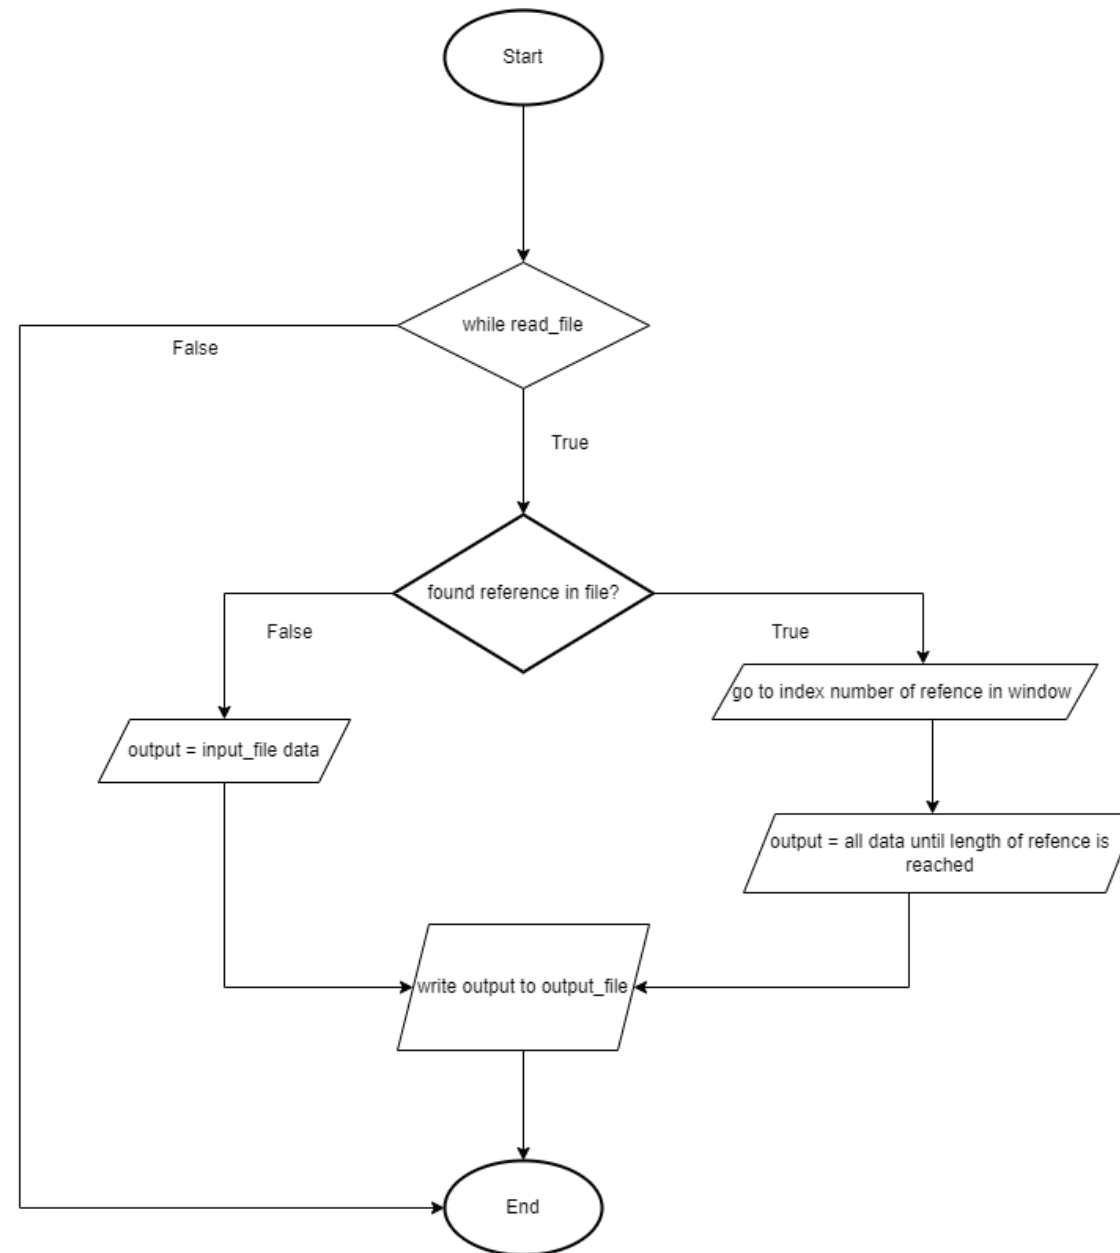 Start
while read_file
False
True
found reference in file?
False
True
go to index number of refence in window
output = input_file data
output = all data until length of refence is
reached
write output to output_file
End